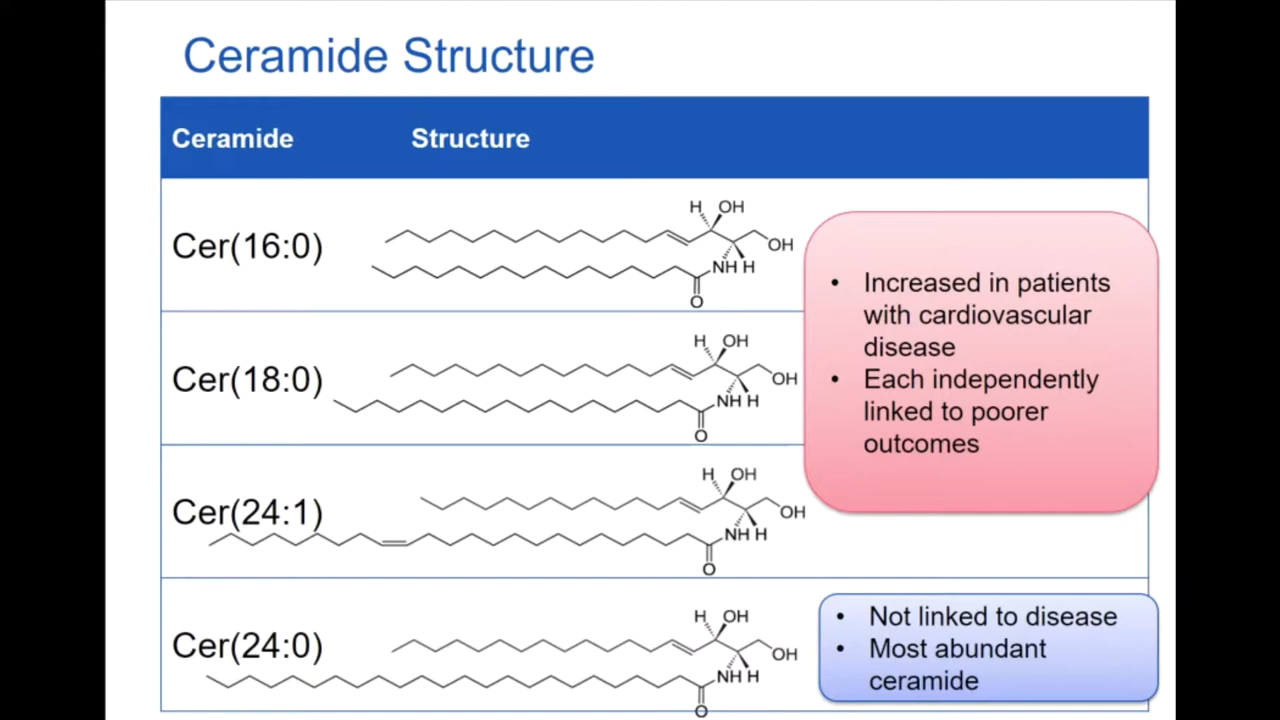 Ceramide Structure
Ceramide Structure
H OH
Cer(16:0)
OH
NH H
O
• Increased in patients
with cardiovascular
disease
• Each independently
linked to poorer
outcomes
H OH
Cer(18:0)
OH
NH H
O
H OH
Cer(24:1)
OH
NH H
O
H OH
Cer(24:0)
OH
NH H
O
• Not linked to disease
• Most abundant
ceramide